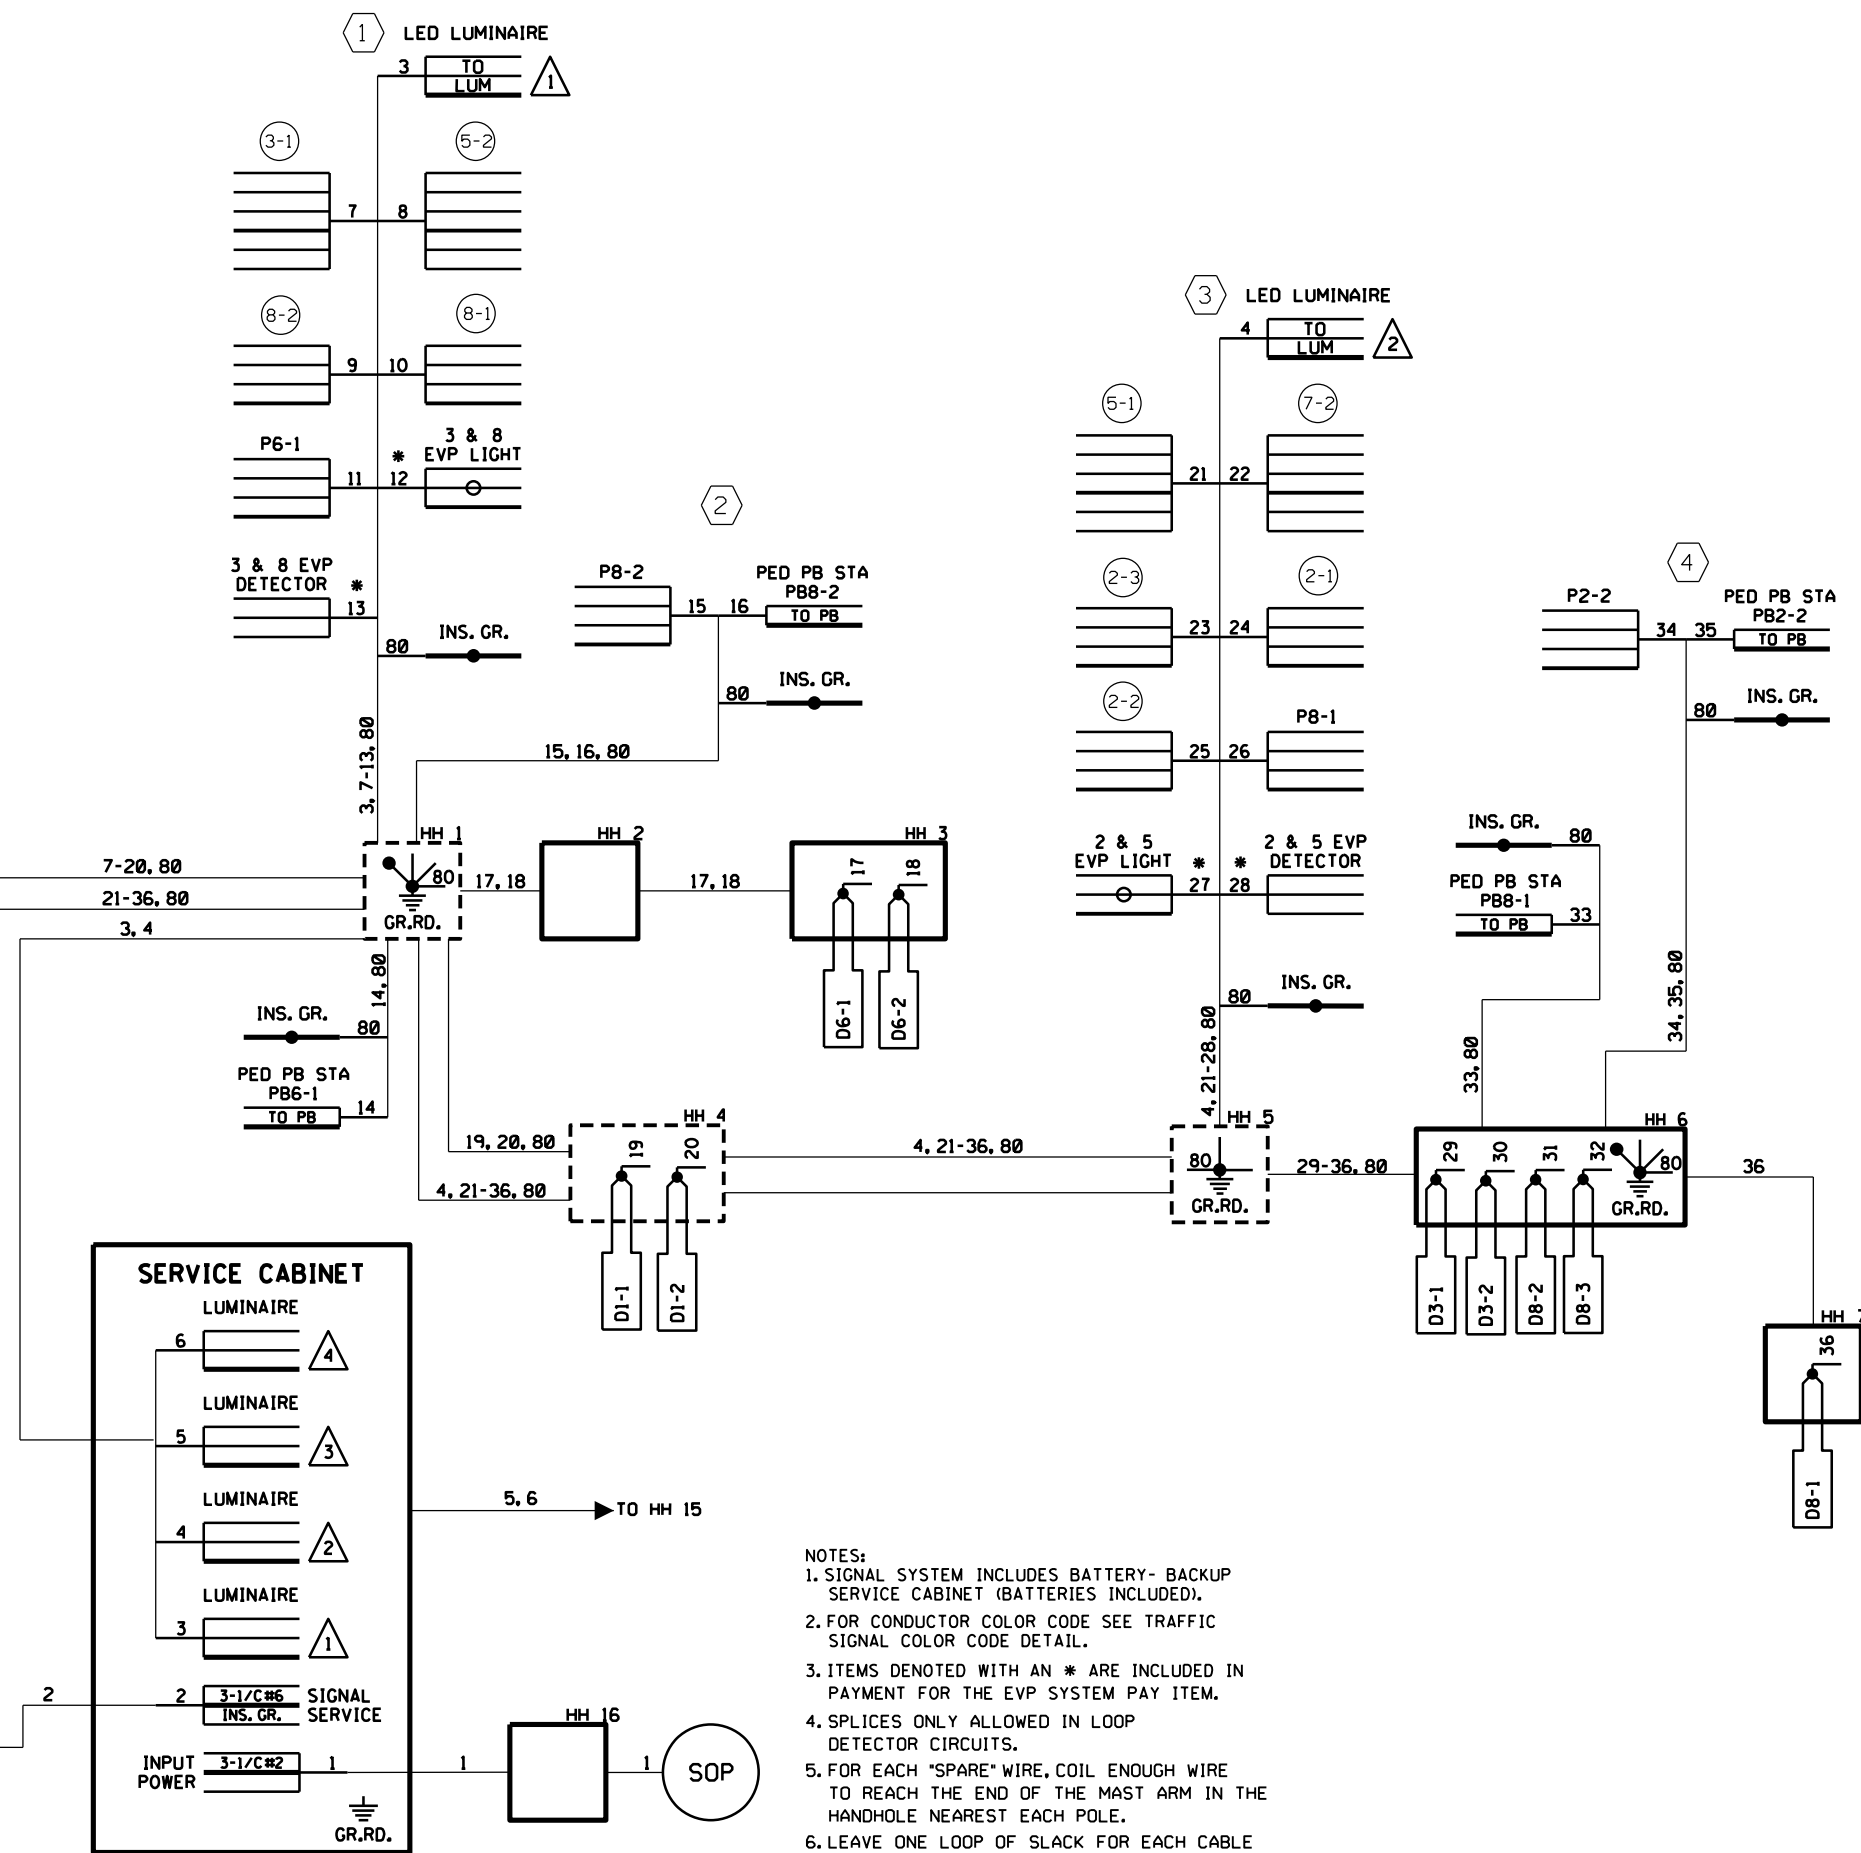 1 LED LUMINAIRE
3 TO
LUM 1
3-1 5-2
7 8
8-2 8-1
9 10
P6-1
3 & 8
* EVP LIGHT
11 12
3 & 8 EVP
DETECTOR *
13
INS. GR.
80
3, 7-13, 80
2
P8-2
PED PB STA
PB8-2
15 16 TO PB
INS. GR.
80
15, 16, 80
3 LED LUMINAIRE
4 TO
LUM 2
5-1 7-2
21 22
2-3 2-1
23 24
2-2 P8-1
25 26
2 & 5
EVP LIGHT *
* 2 & 5 EVP
DETECTOR
27 28
INS. GR.
80
4, 21-28, 80
4
P2-2
PED PB STA
PB2-2
34 35 TO PB
INS. GR.
80
34, 35, 80
INS. GR.
80
PED PB STA
PB8-1
TO PB 33
33, 80
7-20, 80
21-36, 80
3, 4
HH 1
80
GR.RD.
17, 18
HH 2
17, 18
HH 3
17 18
D6-1 D6-2
14, 80
INS. GR.
80
PED PB STA
PB6-1
TO PB 14
19, 20, 80
4, 21-36, 80
HH 4
19 20
D1-1 D1-2
4, 21-36, 80
HH 5
80
GR.RD.
29-36, 80
HH 6
29 30 31 32
80
GR.RD.
D3-1 D3-2 D8-2 D8-3
36
HH
36
D8-1
SERVICE CABINET
LUMINAIRE
6 4
LUMINAIRE
5 3
LUMINAIRE
4 2
LUMINAIRE
3 1
2 2 3-1/C#6 SIGNAL
INS. GR. SERVICE
INPUT 3-1/C#2 1
POWER
GR.RD.
5, 6 TO HH 15
1
HH 16
1
SOP
NOTES:
1. SIGNAL SYSTEM INCLUDES BATTERY- BACKUP
SERVICE CABINET (BATTERIES INCLUDED).
2. FOR CONDUCTOR COLOR CODE SEE TRAFFIC
SIGNAL COLOR CODE DETAIL.
3. ITEMS DENOTED WITH AN * ARE INCLUDED IN
PAYMENT FOR THE EVP SYSTEM PAY ITEM.
4. SPLICES ONLY ALLOWED IN LOOP
DETECTOR CIRCUITS.
5. FOR EACH "SPARE" WIRE, COIL ENOUGH WIRE
TO REACH THE END OF THE MAST ARM IN THE
HANDHOLE NEAREST EACH POLE.
6. LEAVE ONE LOOP OF SLACK FOR EACH CABLE